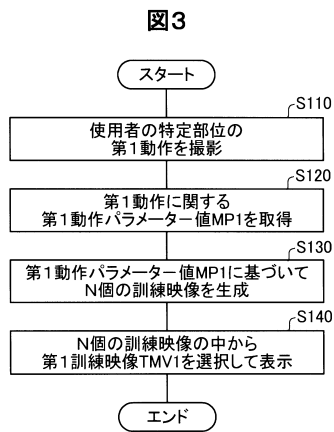 図3
スタート
S110
使用者の特定部位の
第1動作を撮影
S120
第1動作に関する
第1動作パラメーター値MP1を取得
S130
第1動作パラメーター値MP1に基づいて
N個の訓練映像を生成
S140
N個の訓練映像の中から
第1訓練映像TMV1を選択して表示
エンド